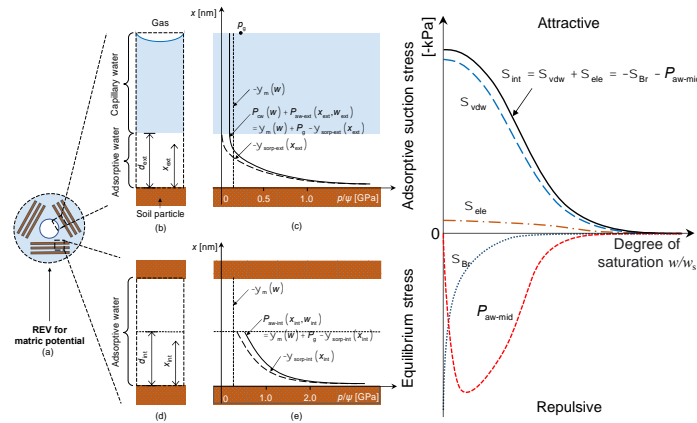 x [nm]
p_g
Gas
Capillary water
Adsorptive water
d_ext
x_ext
Soil particle
(b)
-y_m(w)
P_cw(w) + P_aw-ext(x_ext, w_ext)
= y_m(w) + P_g - y_sorp-ext(x_ext)
-y_sorp-ext(x_ext)
0 0.5 1.0
p/ψ [GPa]
(c)
REV for
matric potential
(a)
Adsorptive water
d_int
x_int
(d)
x [nm]
-y_m(w)
P_aw-int(x_int, w_int)
= y_m(w) + P_g - y_sorp-int(x_int)
-y_sorp-int(x_int)
0 1.0 2.0
p/ψ [GPa]
(e)
Adsorptive suction stress
[-kPa]
Equilibrium stress
Attractive
S_int = S_vdw + S_ele = -S_Br - P_aw-mid
S_vdw
S_ele
0
Degree of
saturation w/w_s
S_Br
P_aw-mid
Repulsive